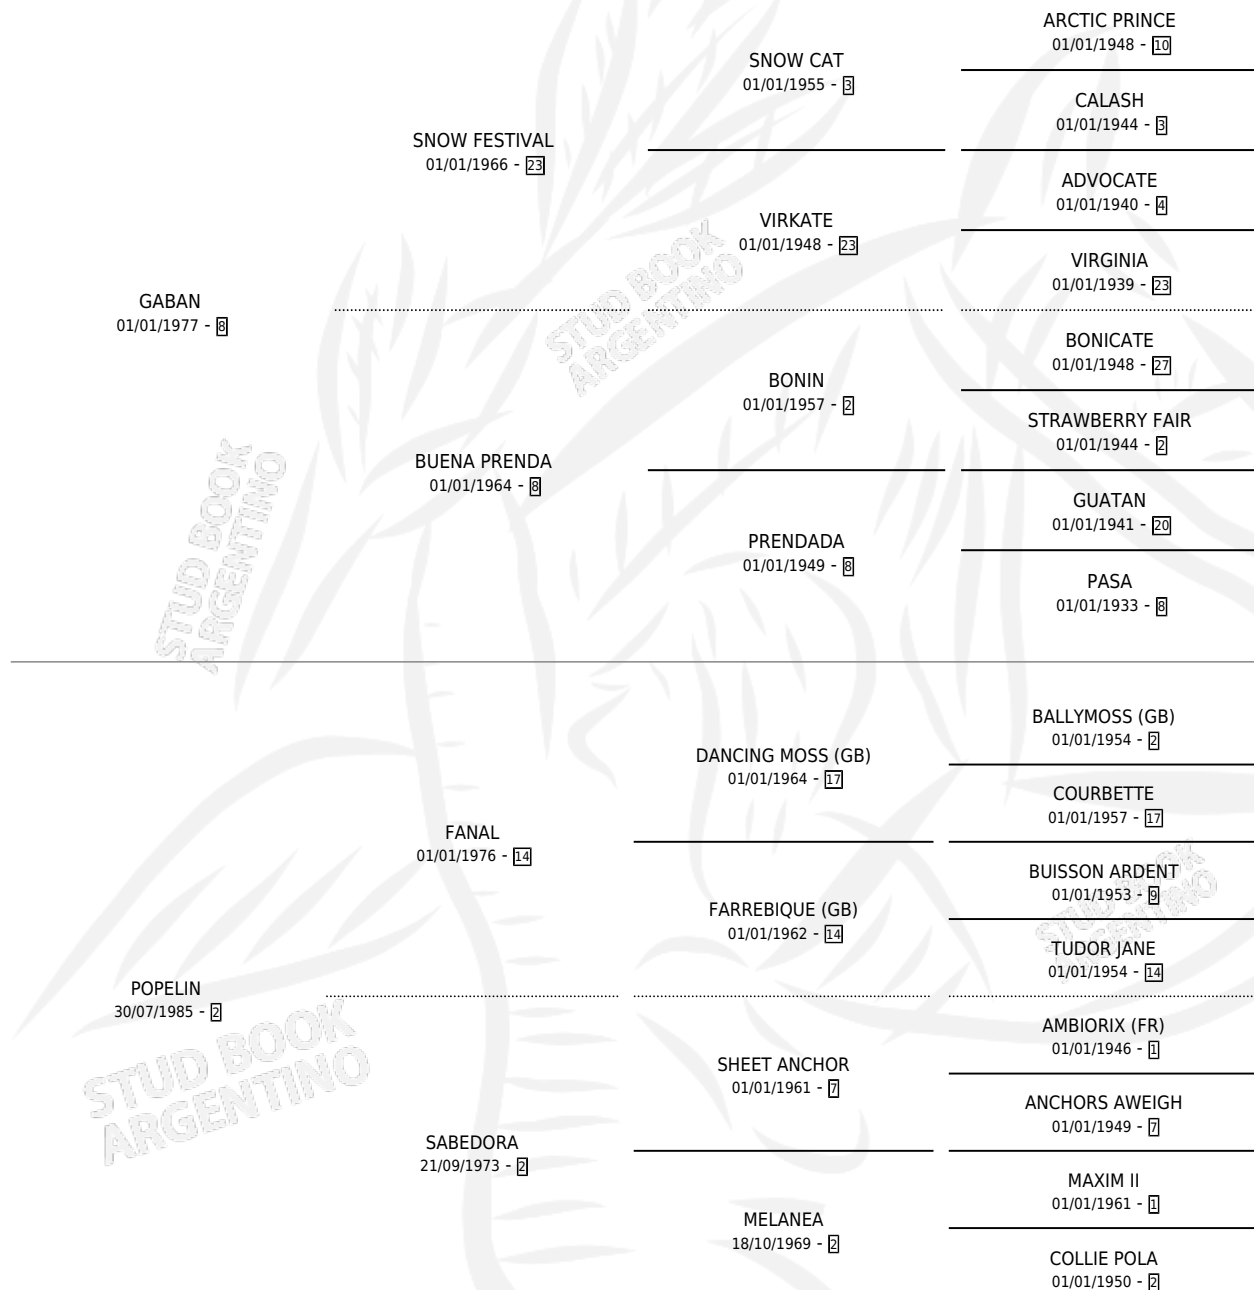 ARCTIC PRINCE
01/01/1948 - 10
SNOW CAT
01/01/1955 - 3
CALASH
01/01/1944 - 3
SNOW FESTIVAL
01/01/1966 - 23
ADVOCATE
01/01/1940 - 4
VIRKATE
01/01/1948 - 23
VIRGINIA
01/01/1939 - 23
GABAN
01/01/1977 - 8
STUD BOOK
ARGENTINO
BONICATE
01/01/1948 - 27
BONIN
01/01/1957 - 2
STRAWBERRY FAIR
01/01/1944 - 2
BUENA PRENDA
01/01/1964 - 8
GUATAN
01/01/1941 - 20
PRENDADA
01/01/1949 - 8
PASA
01/01/1933 - 8
STUD BOOK
ARGENTINO
BALLYMOSS (GB)
01/01/1954 - 2
DANCING MOSS (GB)
01/01/1964 - 17
COURBETTE
01/01/1957 - 17
FANAL
01/01/1976 - 14
BUISSON ARDENT
01/01/1953 - 9
FARREBIQUE (GB)
01/01/1962 - 14
STUD BOOK
ARGENTINO
TUDOR JANE
01/01/1954 - 14
POPELIN
30/07/1985 - 2
AMBIORIX (FR)
01/01/1946 - 1
SHEET ANCHOR
01/01/1961 - 7
STUD BOOK
ARGENTINO
ANCHORS AWEIGH
01/01/1949 - 7
SABEDORA
21/09/1973 - 2
MAXIM II
01/01/1961 - 1
MELANEA
18/10/1969 - 2
COLLIE POLA
01/01/1950 - 2